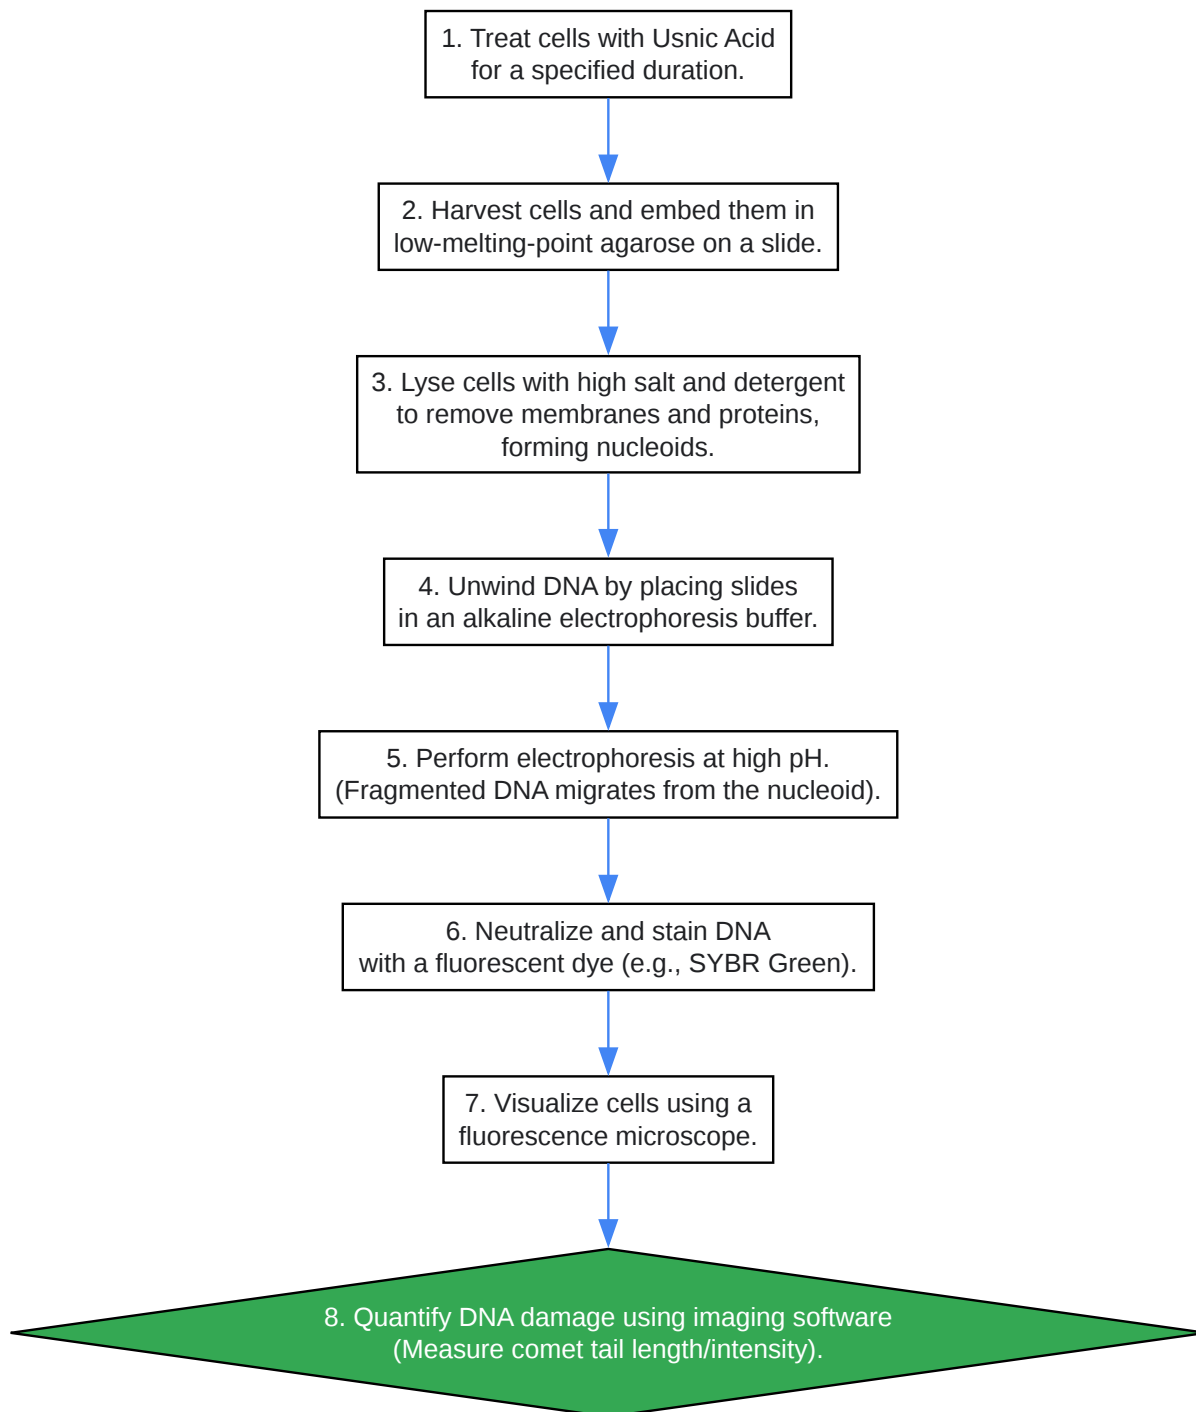 1. Treat cells with Usnic Acid
for a specified duration.
2. Harvest cells and embed them in
low-melting-point agarose on a slide.
3. Lyse cells with high salt and detergent
to remove membranes and proteins,
forming nucleoids.
4. Unwind DNA by placing slides
in an alkaline electrophoresis buffer.
5. Perform electrophoresis at high pH.
(Fragmented DNA migrates from the nucleoid).
6. Neutralize and stain DNA
with a fluorescent dye (e.g., SYBR Green).
7. Visualize cells using a
fluorescence microscope.
8. Quantify DNA damage using imaging software
(Measure comet tail length/intensity).